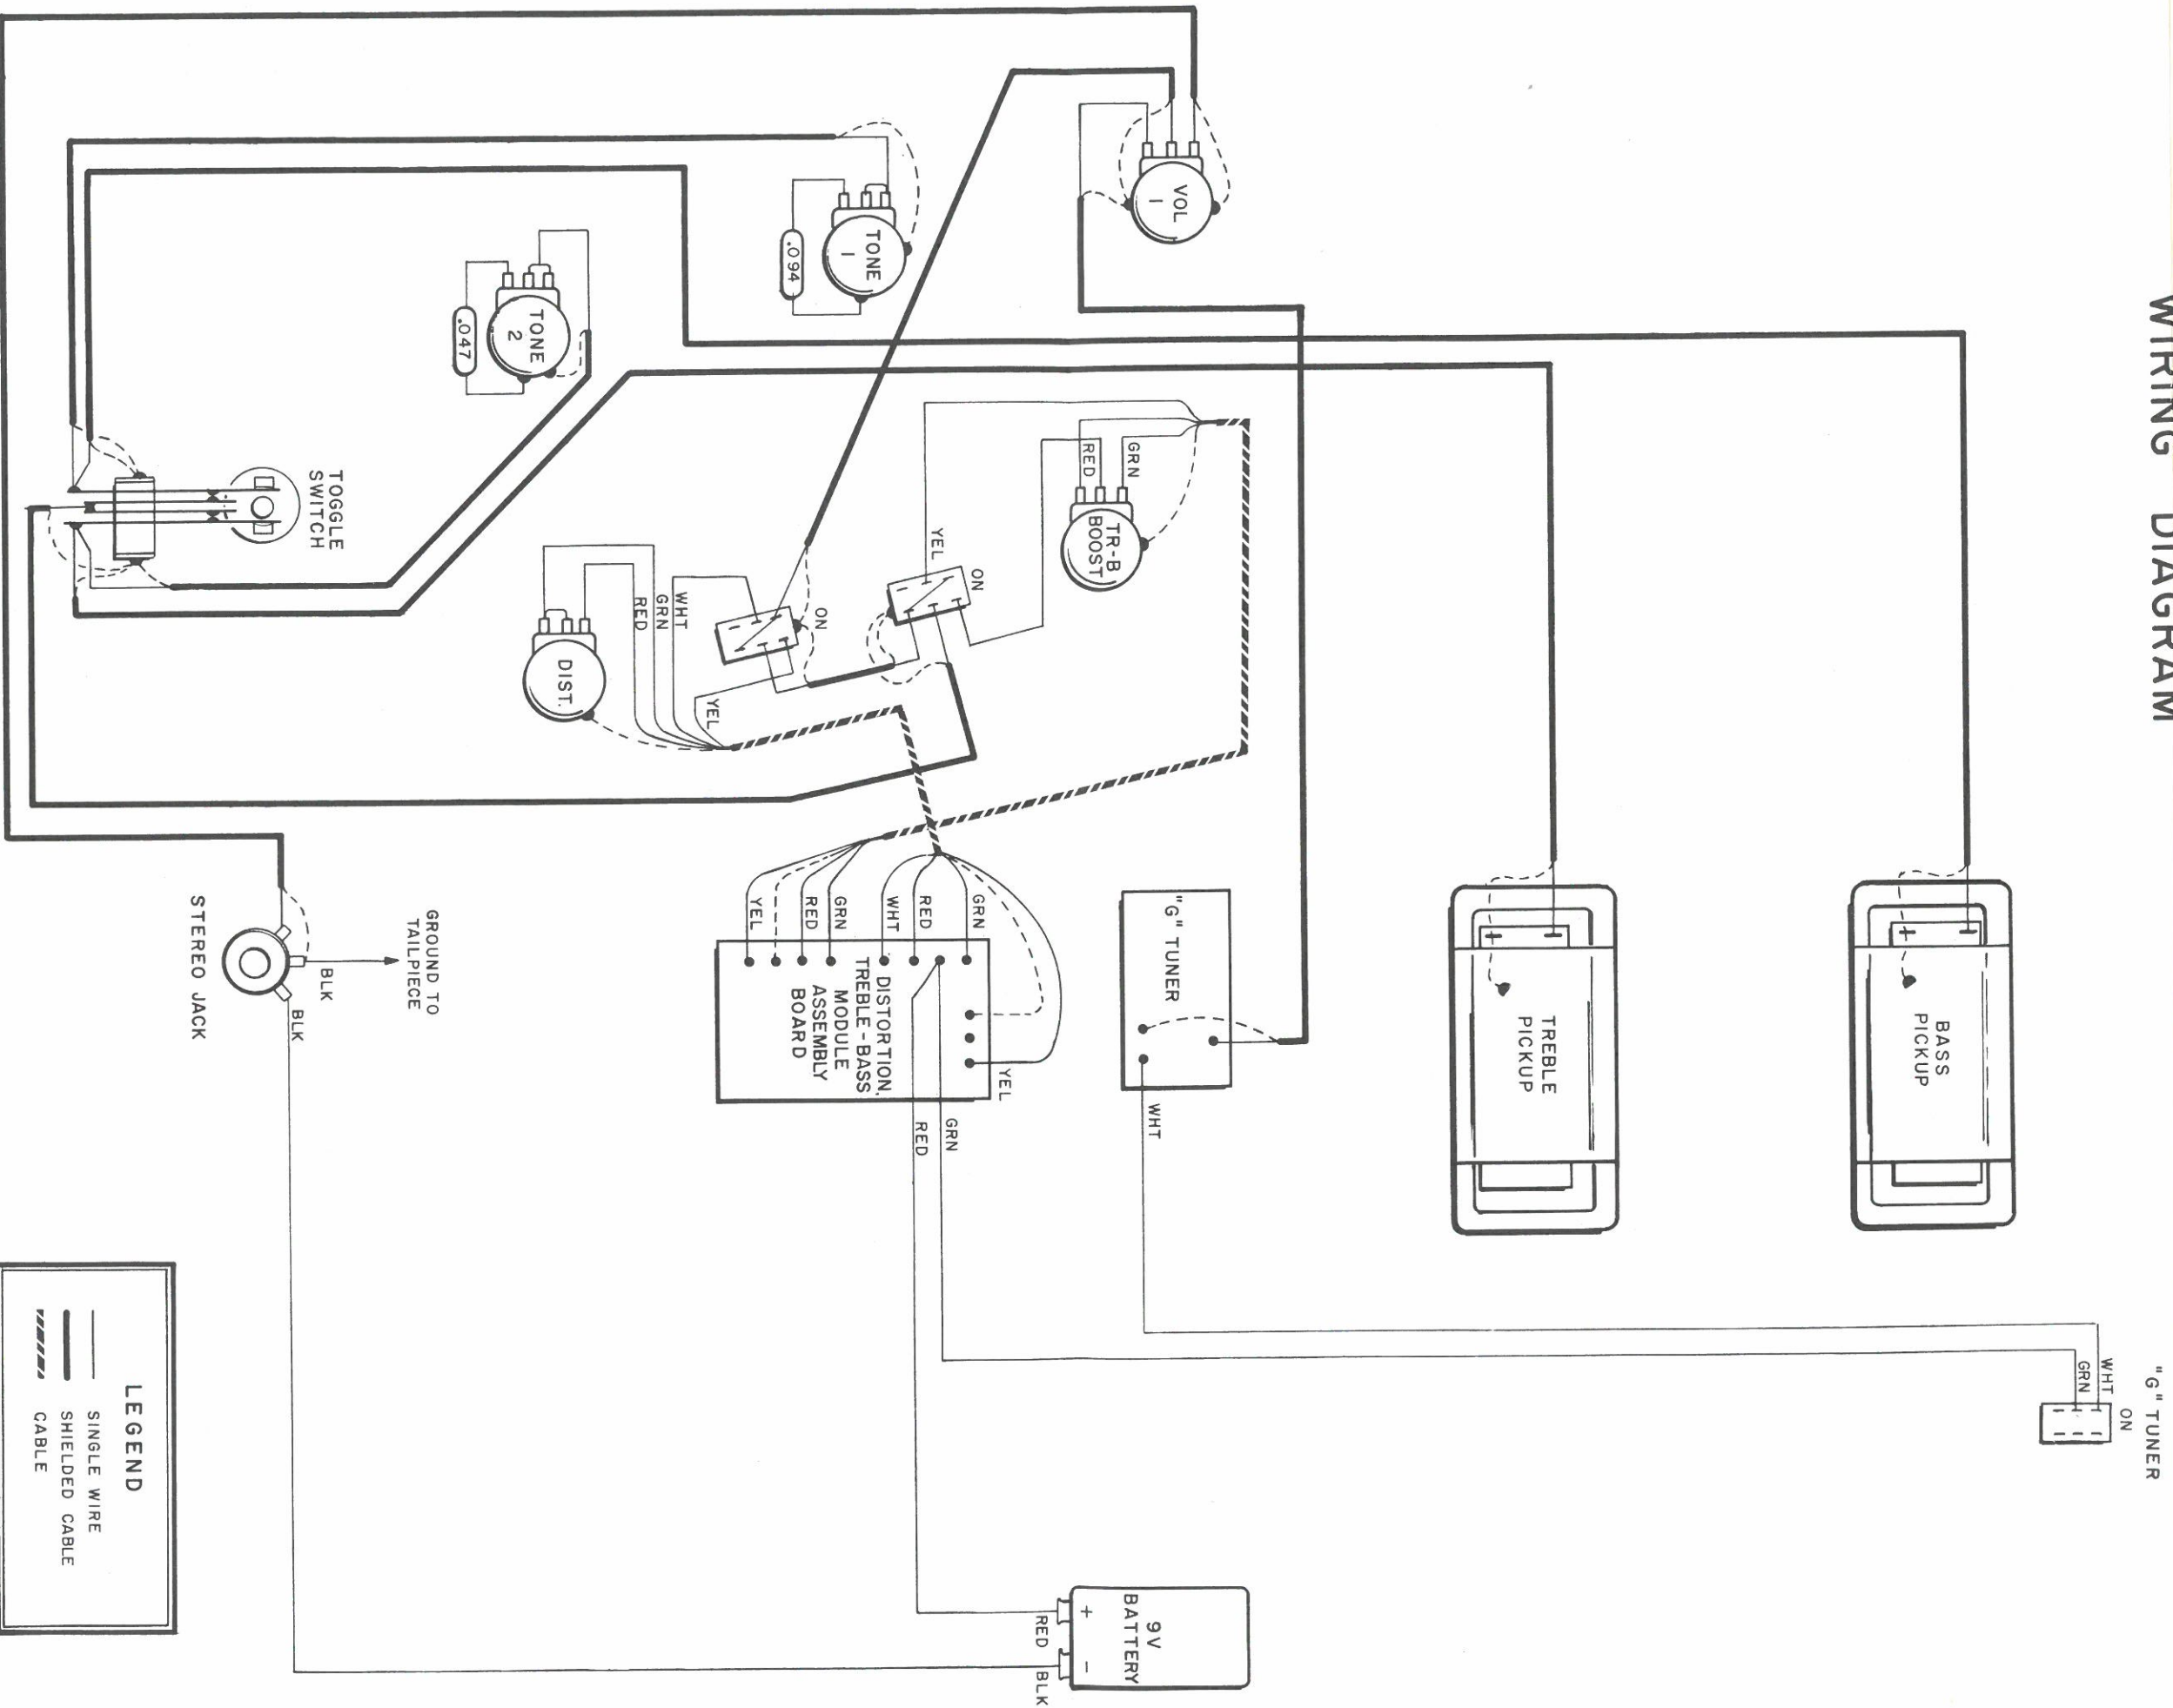 WIRING DIAGRAM
"G" TUNER
ON
WHT
GRN
BASS
PICKUP
TREBLE
PICKUP
VOL
1
TONE
1
.094
TONE
2
.047
TR-B
BOOST
GRN
RED
YEL
ON
ON
WHT
GRN
RED
DIST.
YEL
TOGGLE
SWITCH
"G" TUNER
WHT
GRN
RED
WHT
GRN
RED
YEL
DISTORTION,
TREBLE-BASS
MODULE
ASSEMBLY
BOARD
YEL
GRN
RED
9V
BATTERY
+
-
RED
BLK
GROUND TO
TAILPIECE
BLK
BLK
STEREO JACK
LEGEND
SINGLE WIRE
SHIELDED CABLE
CABLE